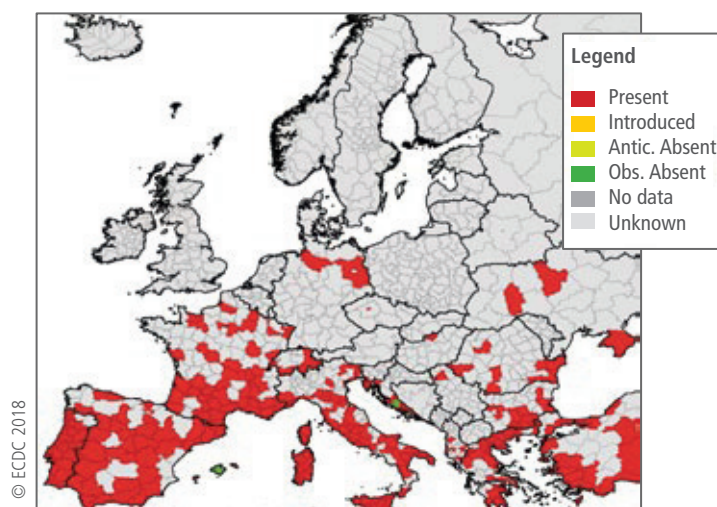 Legend
Present
Introduced
Antic. Absent
Obs. Absent
No data
Unknown
© ECDC 2018